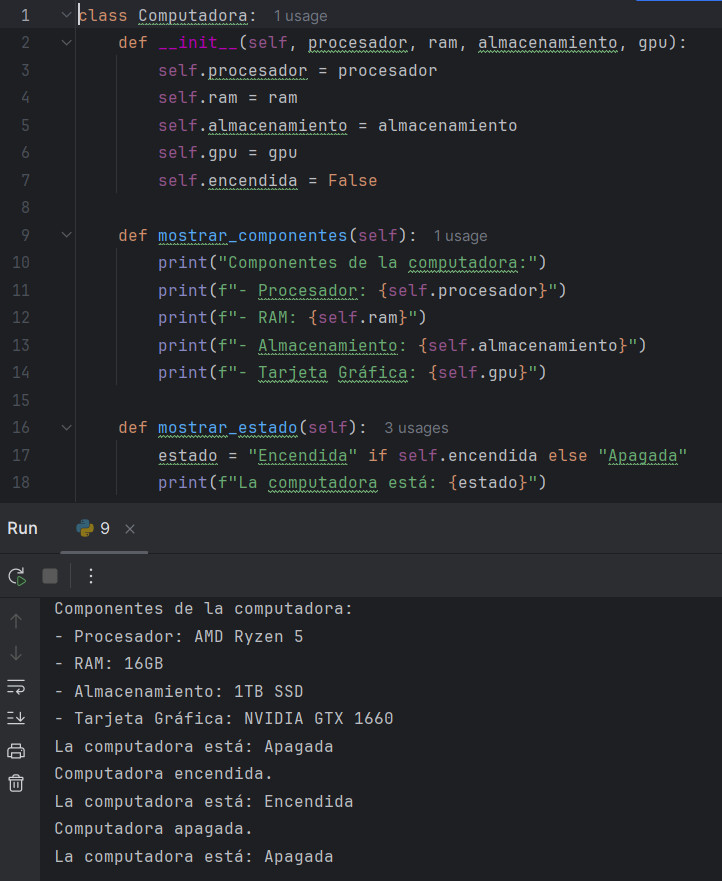 1 class Computadora: 1 usage
2 def __init__(self, procesador, ram, almacenamiento, gpu):
3 self.procesador = procesador
4 self.ram = ram
5 self.almacenamiento = almacenamiento
6 self.gpu = gpu
7 self.encendida = False
8
9 def mostrar_componentes(self): 1 usage
10 print("Componentes de la computadora:")
11 print(f"- Procesador: {self.procesador}")
12 print(f"- RAM: {self.ram}")
13 print(f"- Almacenamiento: {self.almacenamiento}")
14 print(f"- Tarjeta Gráfica: {self.gpu}")
15
16 def mostrar_estado(self): 3 usages
17 estado = "Encendida" if self.encendida else "Apagada"
18 print(f"La computadora está: {estado}")
Run 9
Componentes de la computadora:
- Procesador: AMD Ryzen 5
- RAM: 16GB
- Almacenamiento: 1TB SSD
- Tarjeta Gráfica: NVIDIA GTX 1660
La computadora está: Apagada
Computadora encendida.
La computadora está: Encendida
Computadora apagada.
La computadora está: Apagada